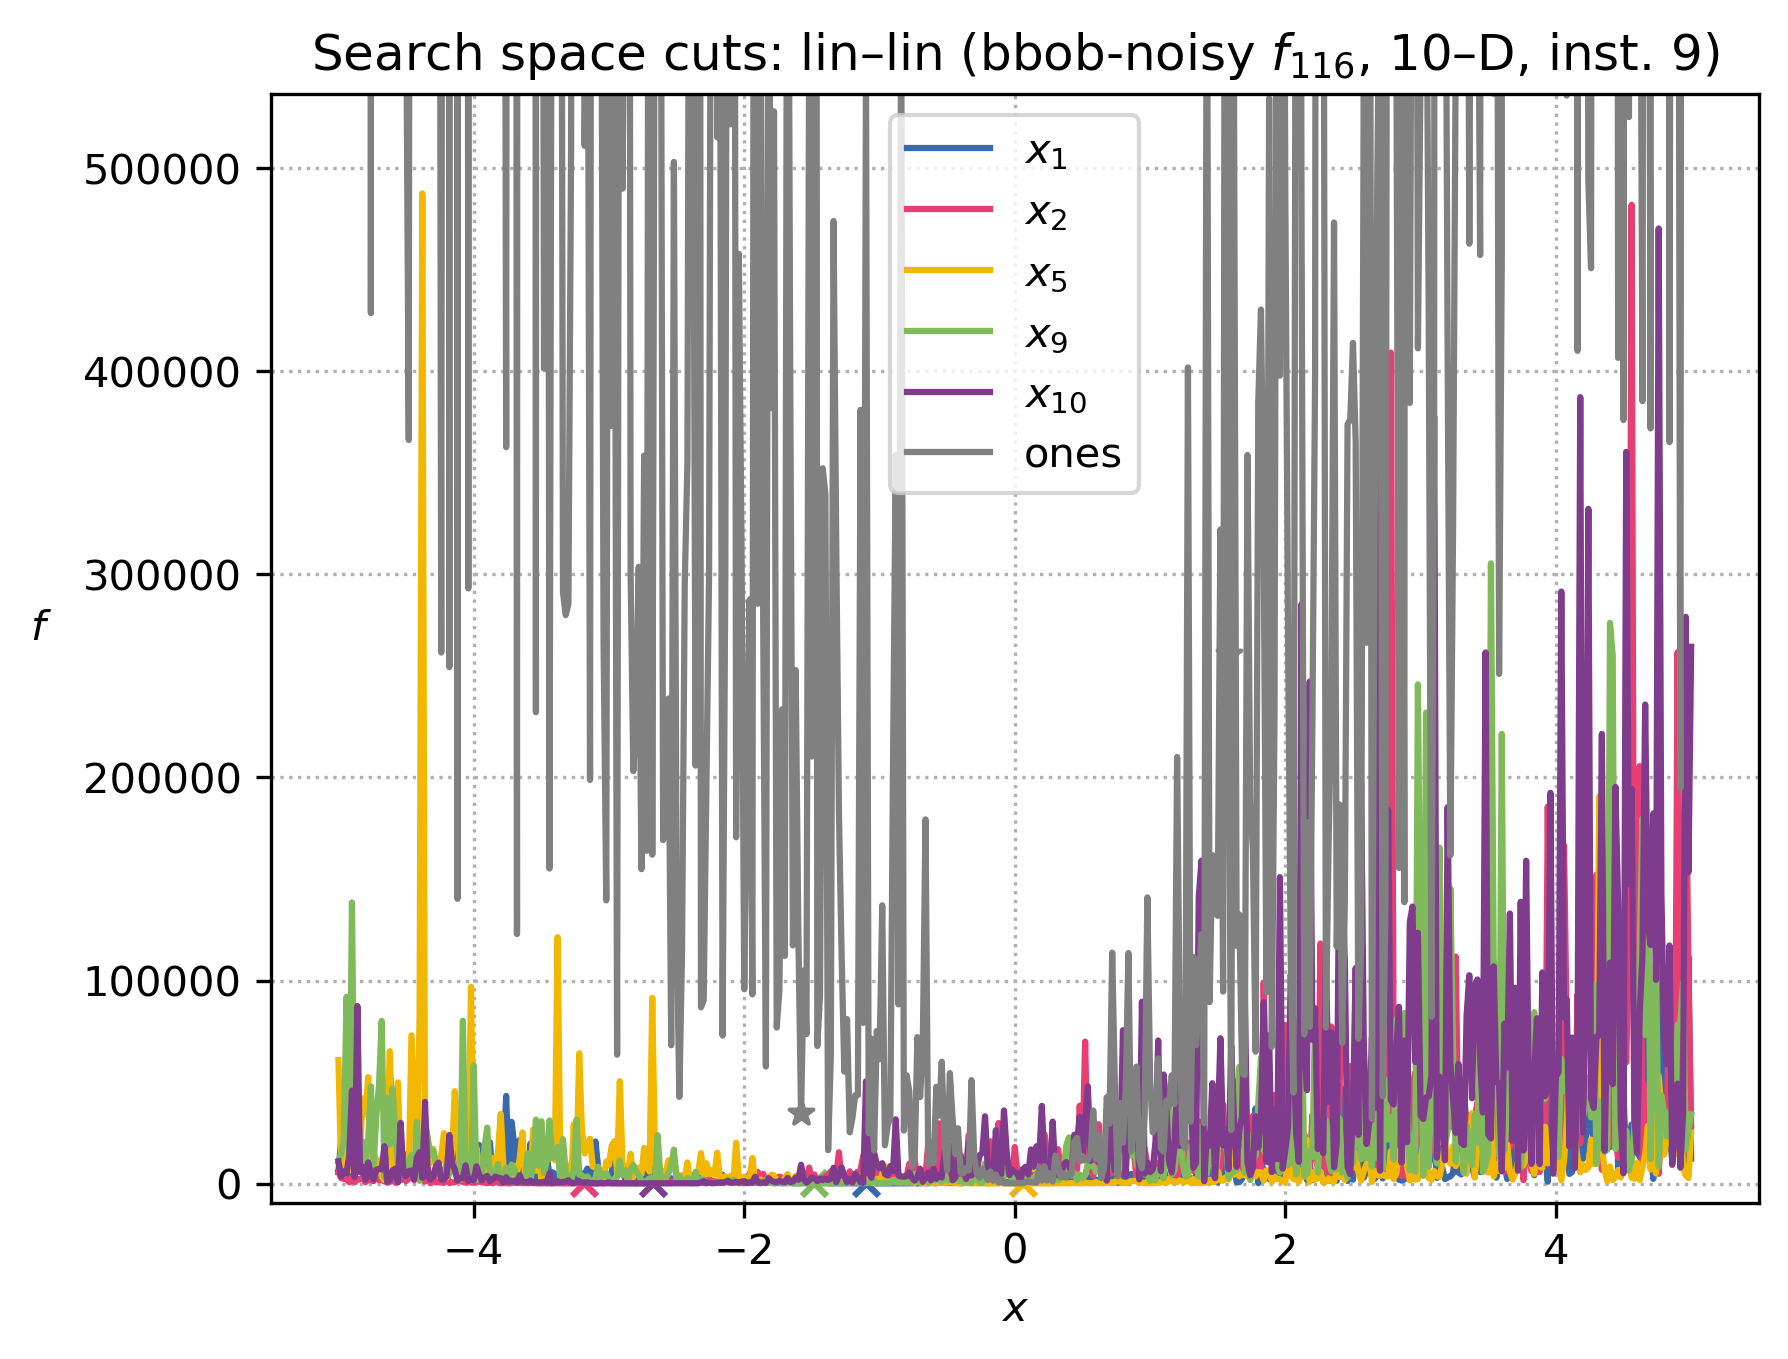 Search space cuts: lin–lin (bbob-noisy f₁₁₆, 10–D, inst. 9)
500000
400000
300000
200000
100000
0
f
x₁
x₂
x₅
x₉
x₁₀
ones
−4
−2
0
2
4
x